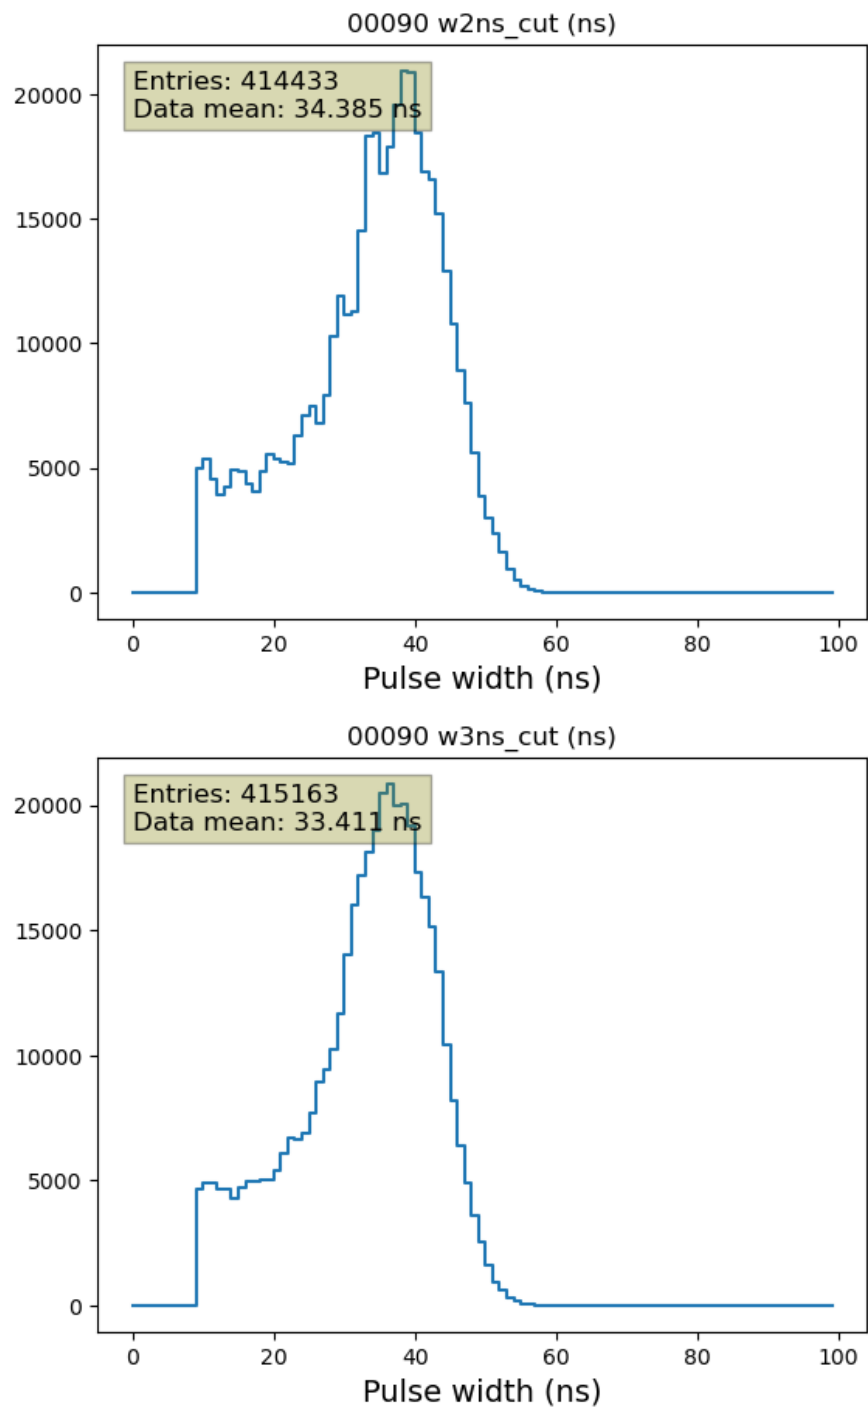 00090 w2ns_cut (ns)
Entries: 414433
Data mean: 34.385 ns
20000
15000
10000
5000
0
0 20 40 60 80 100
Pulse width (ns)
00090 w3ns_cut (ns)
Entries: 415163
Data mean: 33.411 ns
20000
15000
10000
5000
0
0 20 40 60 80 100
Pulse width (ns)